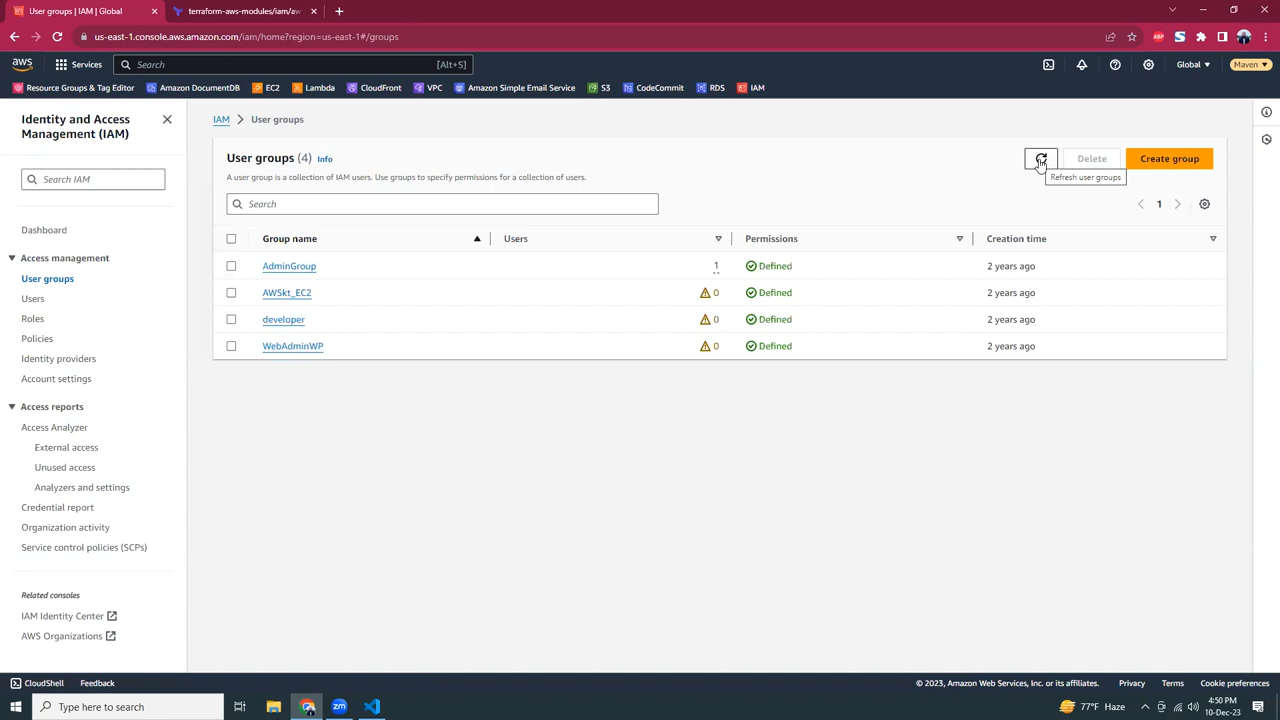 User groups | IAM | Global
terraform-aws-modules/iam/aw
us-east-1.console.aws.amazon.com/iam/home?region=us-east-1#/groups
aws
Services
Search
[Alt+S]
Global
Maven
Resource Groups & Tag Editor
Amazon DocumentDB
EC2
Lambda
CloudFront
VPC
Amazon Simple Email Service
S3
CodeCommit
RDS
IAM
Identity and Access
Management (IAM)
Search IAM
Dashboard
Access management
User groups
Users
Roles
Policies
Identity providers
Account settings
Access reports
Access Analyzer
External access
Unused access
Analyzers and settings
Credential report
Organization activity
Service control policies (SCPs)
Related consoles
IAM Identity Center
AWS Organizations
IAM
User groups
User groups (4) Info
A user group is a collection of IAM users. Use groups to specify permissions for a collection of users.
Delete
Create group
Refresh user groups
Search
1
Group name Users Permissions Creation time
AdminGroup 1 Defined 2 years ago
AWSkt_EC2 0 Defined 2 years ago
developer 0 Defined 2 years ago
WebAdminWP 0 Defined 2 years ago
CloudShell Feedback © 2023, Amazon Web Services, Inc. or its affiliates. Privacy Terms Cookie preferences
Type here to search
zm
77°F Haze
4:50 PM
10-Dec-23